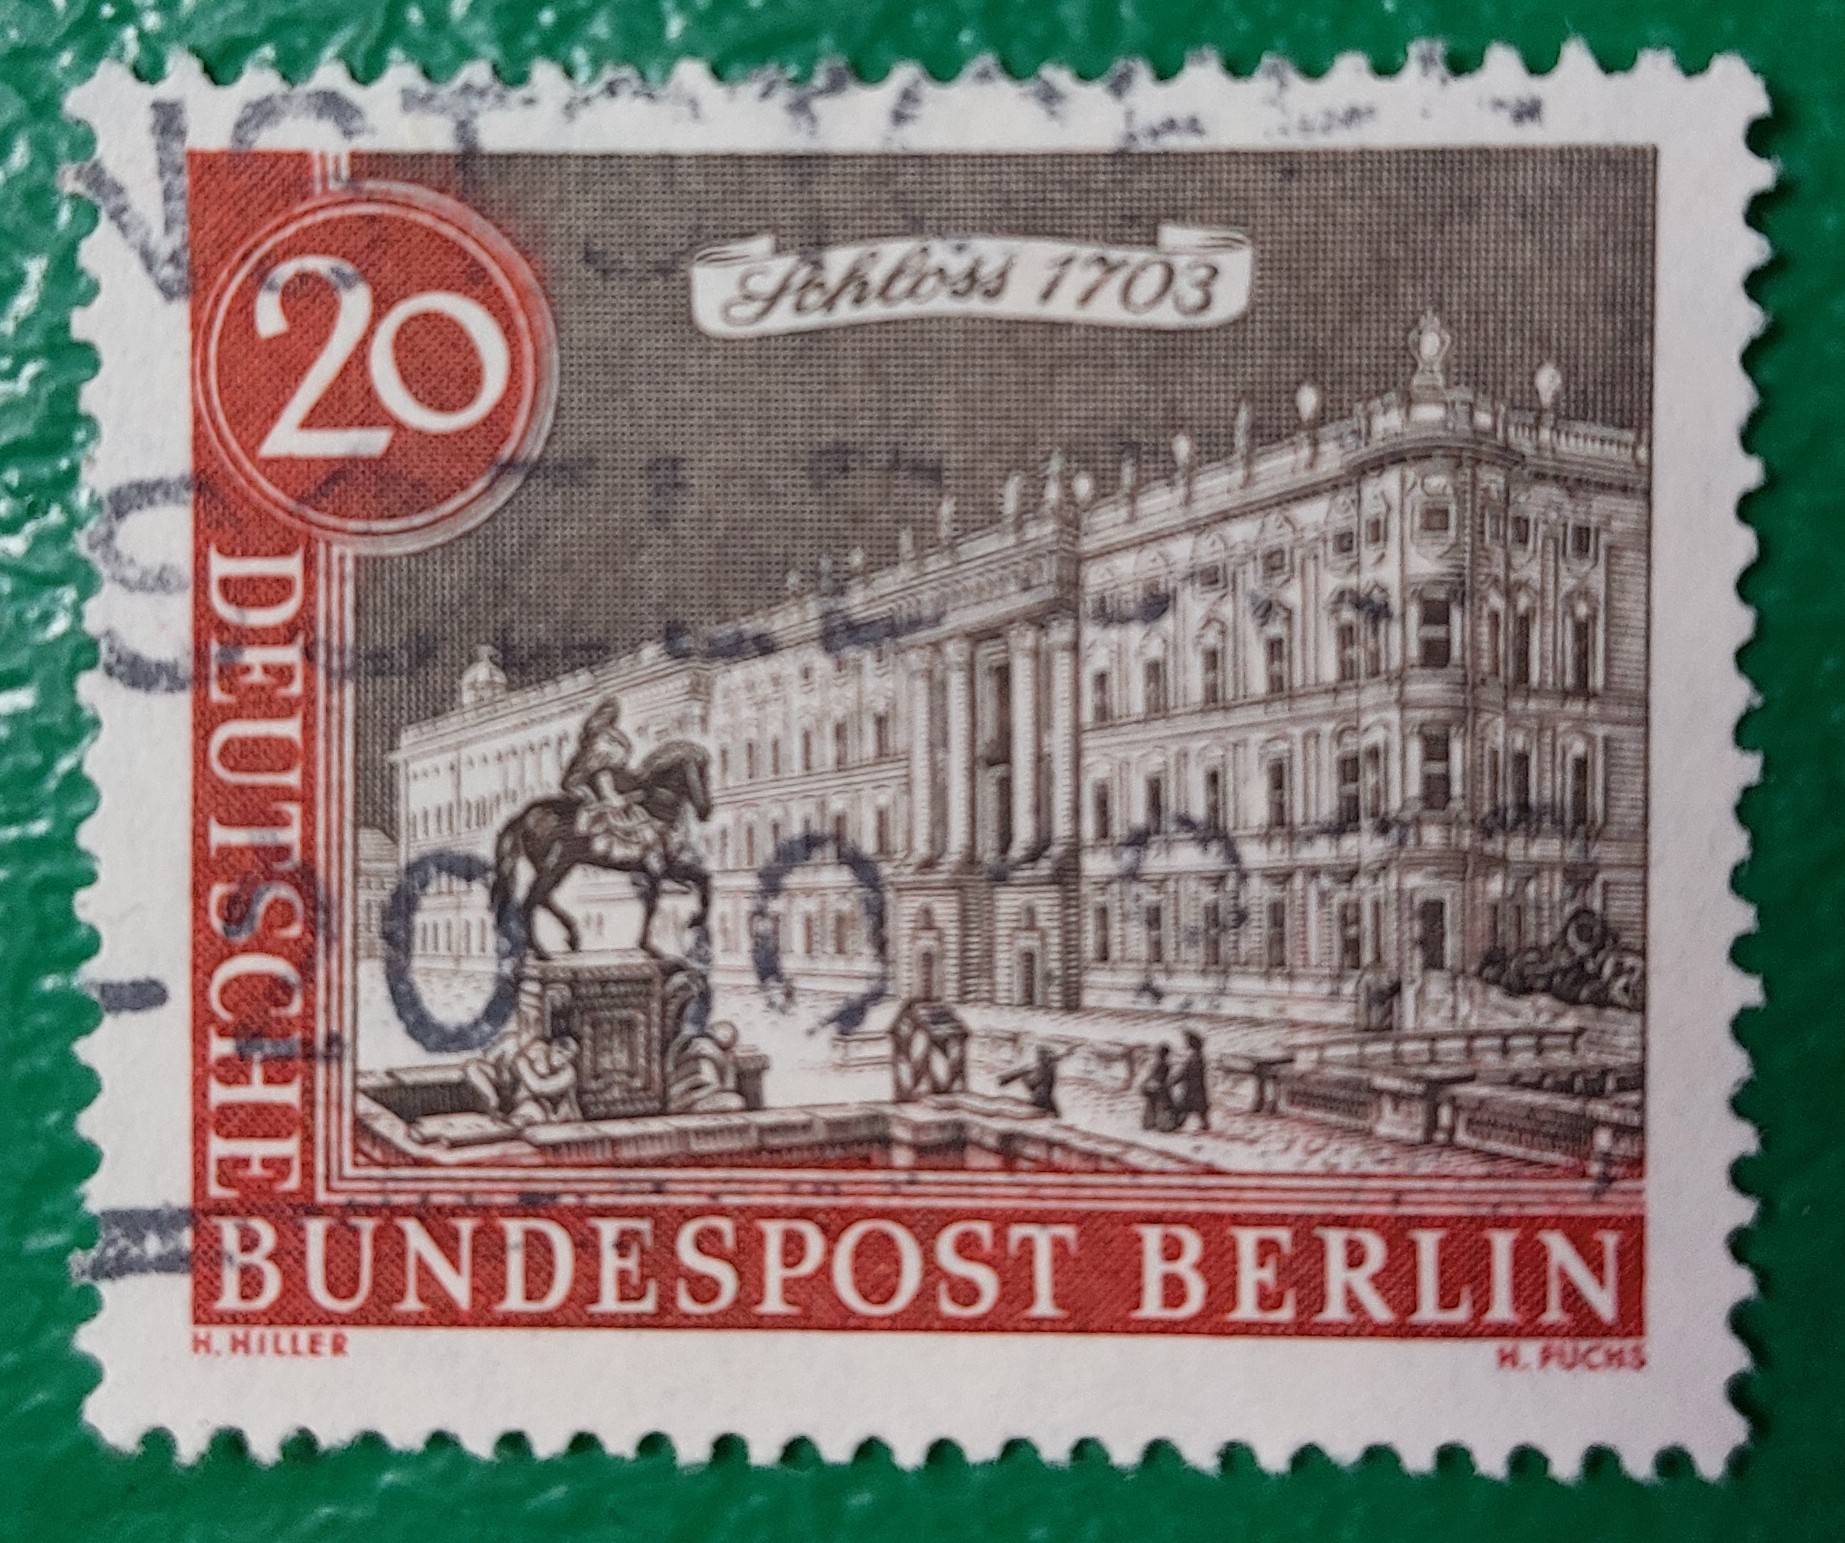 20
Schloss 1703
DEUTSCHE
BUNDESPOST BERLIN
H. HILLER
H. FUCHS